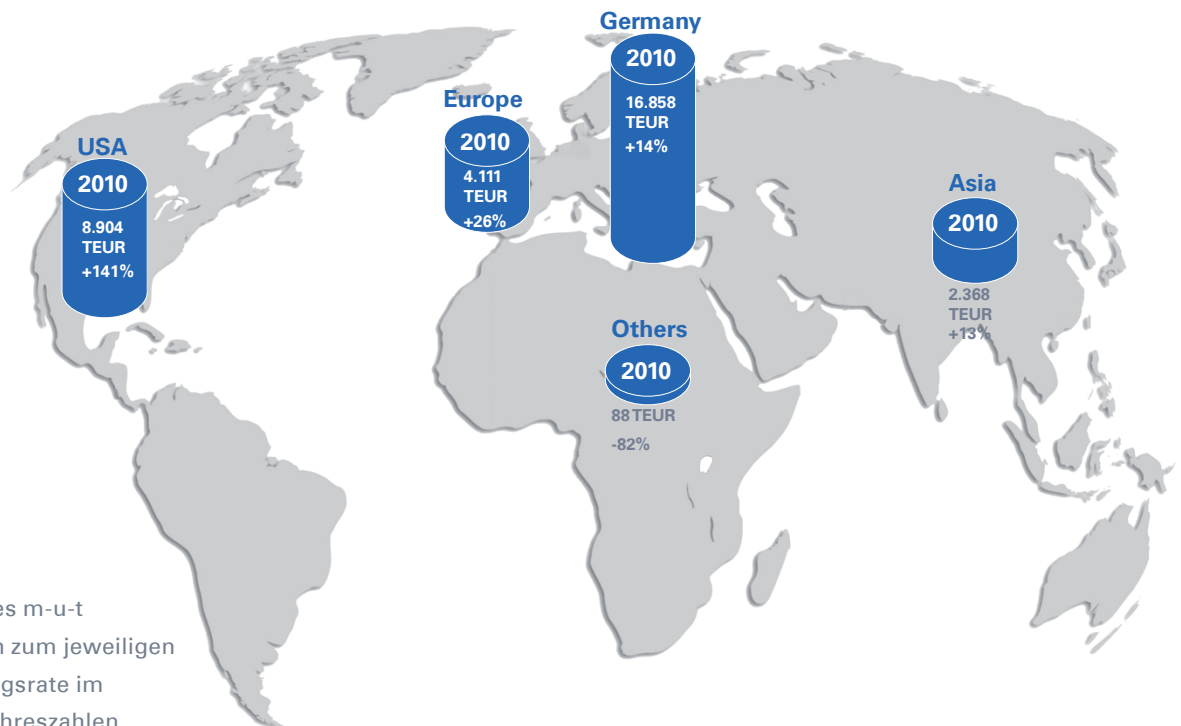 Germany
2010
16.858
TEUR
+14%
Europe
2010
4.111
TEUR
+26%
USA
2010
8.904
TEUR
+141%
Asia
2010
2.368
TEUR
+13%
Others
2010
88 TEUR
-82%
es m-u-t
zum jeweiligen
gsrate im
hreszahlen